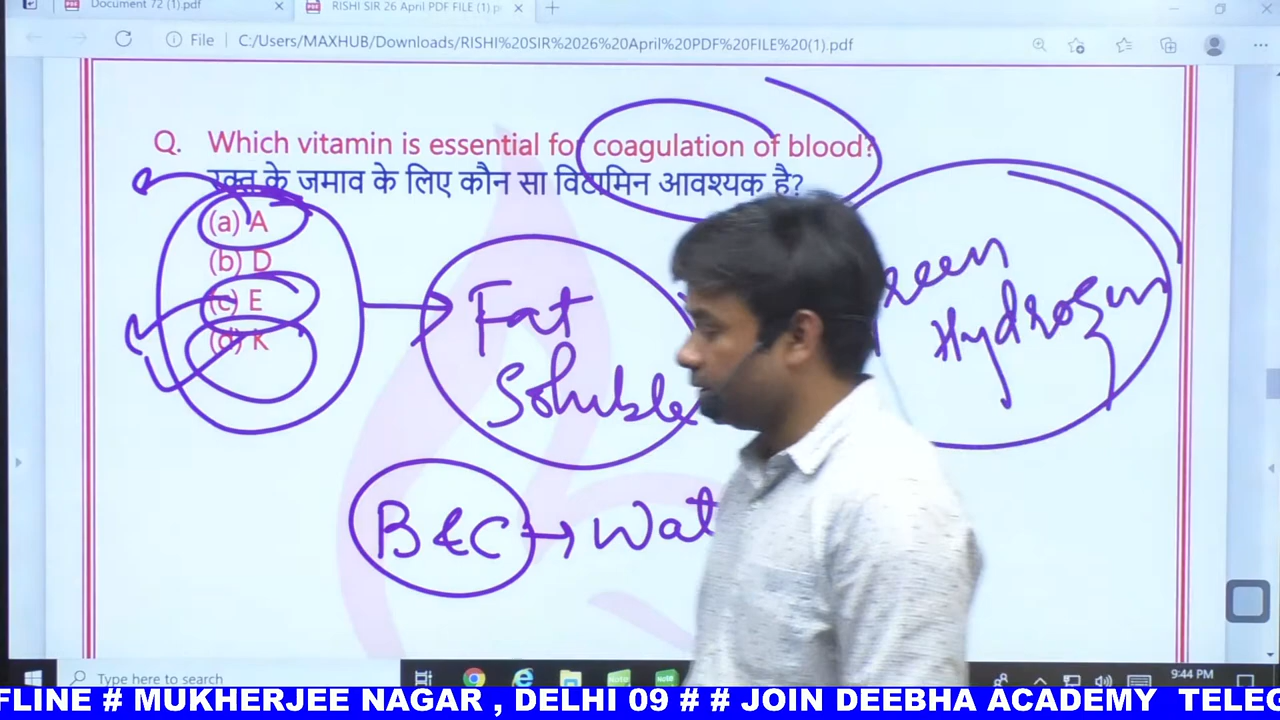 Document 72 (1).pdf
RISHI SIR 26 April PDF FILE (1).p
File C:/Users/MAXHUB/Downloads/RISHI%20SIR%2026%20April%20PDF%20FILE%20(1).pdf
Q. Which vitamin is essential for coagulation of blood?
रक्त के जमाव के लिए कौन सा विटामिन आवश्यक है?
(a) A
(b) D
(c) E
(d) K
Fat
Soluble
reen
Hydrogen
B & C → Wat
Type here to search
9:44 PM
FLINE # MUKHERJEE NAGAR , DELHI 09 # # JOIN DEEBHA ACADEMY TELEG